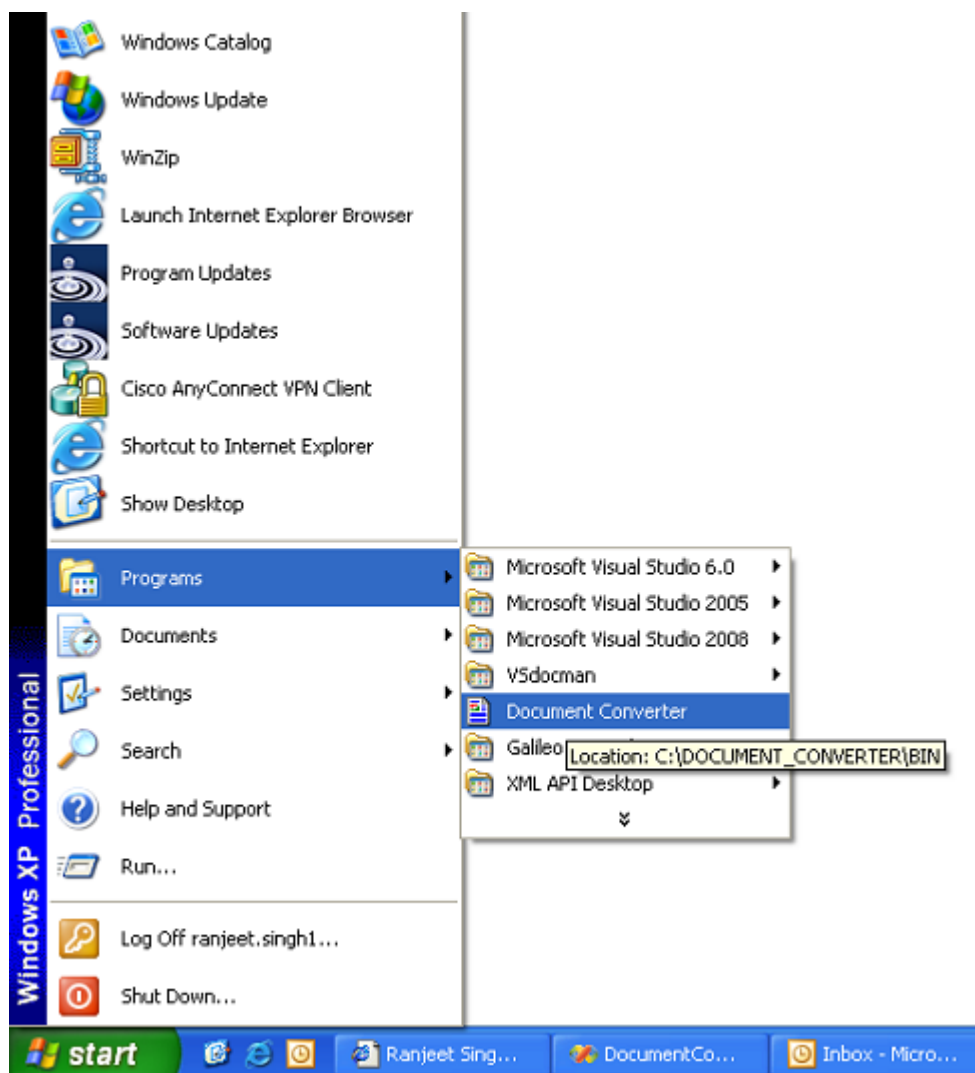 Windows Catalog
Windows Update
WinZip
Launch Internet Explorer Browser
Program Updates
Software Updates
Cisco AnyConnect VPN Client
Shortcut to Internet Explorer
Show Desktop
Programs
Documents
Settings
Search
Help and Support
Run...
Log Off ranjeet.singh1...
Shut Down...
Windows XP Professional
Microsoft Visual Studio 6.0
Microsoft Visual Studio 2005
Microsoft Visual Studio 2008
VSdocman
Document Converter
Galileo
Location: C:\DOCUMENT_CONVERTER\BIN
XML API Desktop
start
Ranjeet Sing...
DocumentCo...
Inbox - Micro...